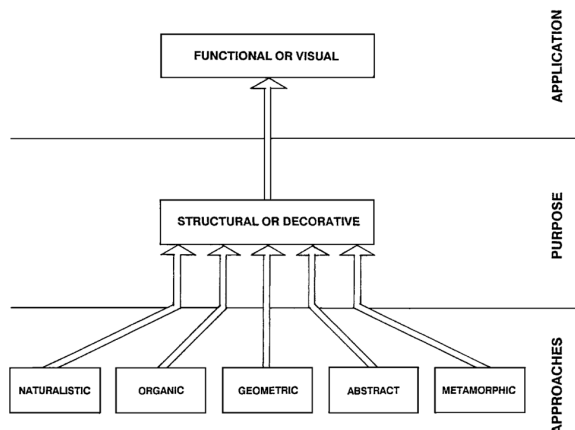 FUNCTIONAL OR VISUAL
APPLICATION
STRUCTURAL OR DECORATIVE
PURPOSE
NATURALISTIC
ORGANIC
GEOMETRIC
ABSTRACT
METAMORPHIC
APPROACHES